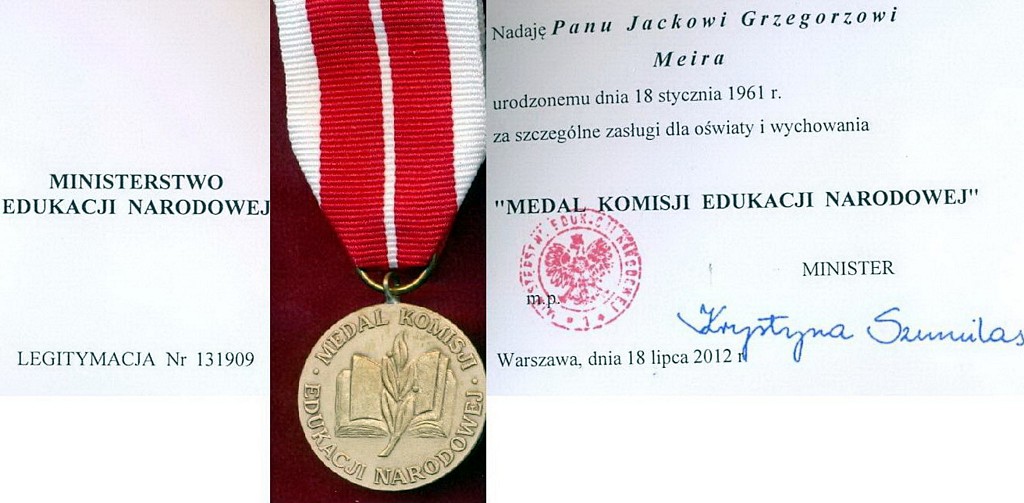 MINISTERSTWO
EDUKACJI NARODOWEJ
LEGITYMACJA Nr 131909
MEDAL KOMISJI
EDUKACJI NARODOWEJ
Nadaję Panu Jackowi Grzegorzowi
Meira
urodzonemu dnia 18 stycznia 1961 r.
za szczególne zasługi dla oświaty i wychowania
"MEDAL KOMISJI EDUKACJI NARODOWEJ"
MINISTER
m.p.
Krystyna Szumilas
Warszawa, dnia 18 lipca 2012 r